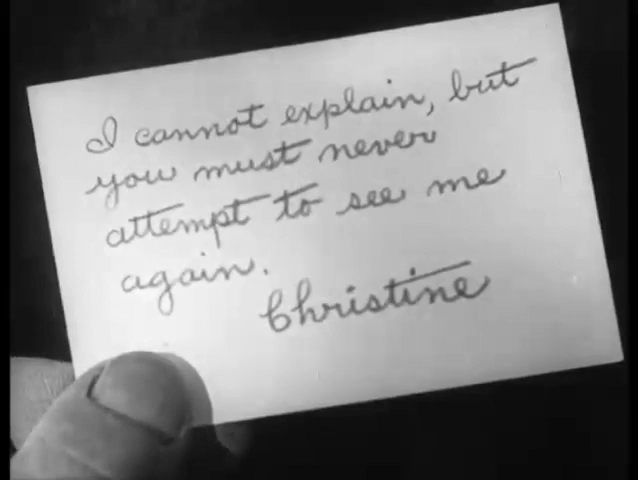 I cannot explain, but
you must never
attempt to see me
again.
Christine